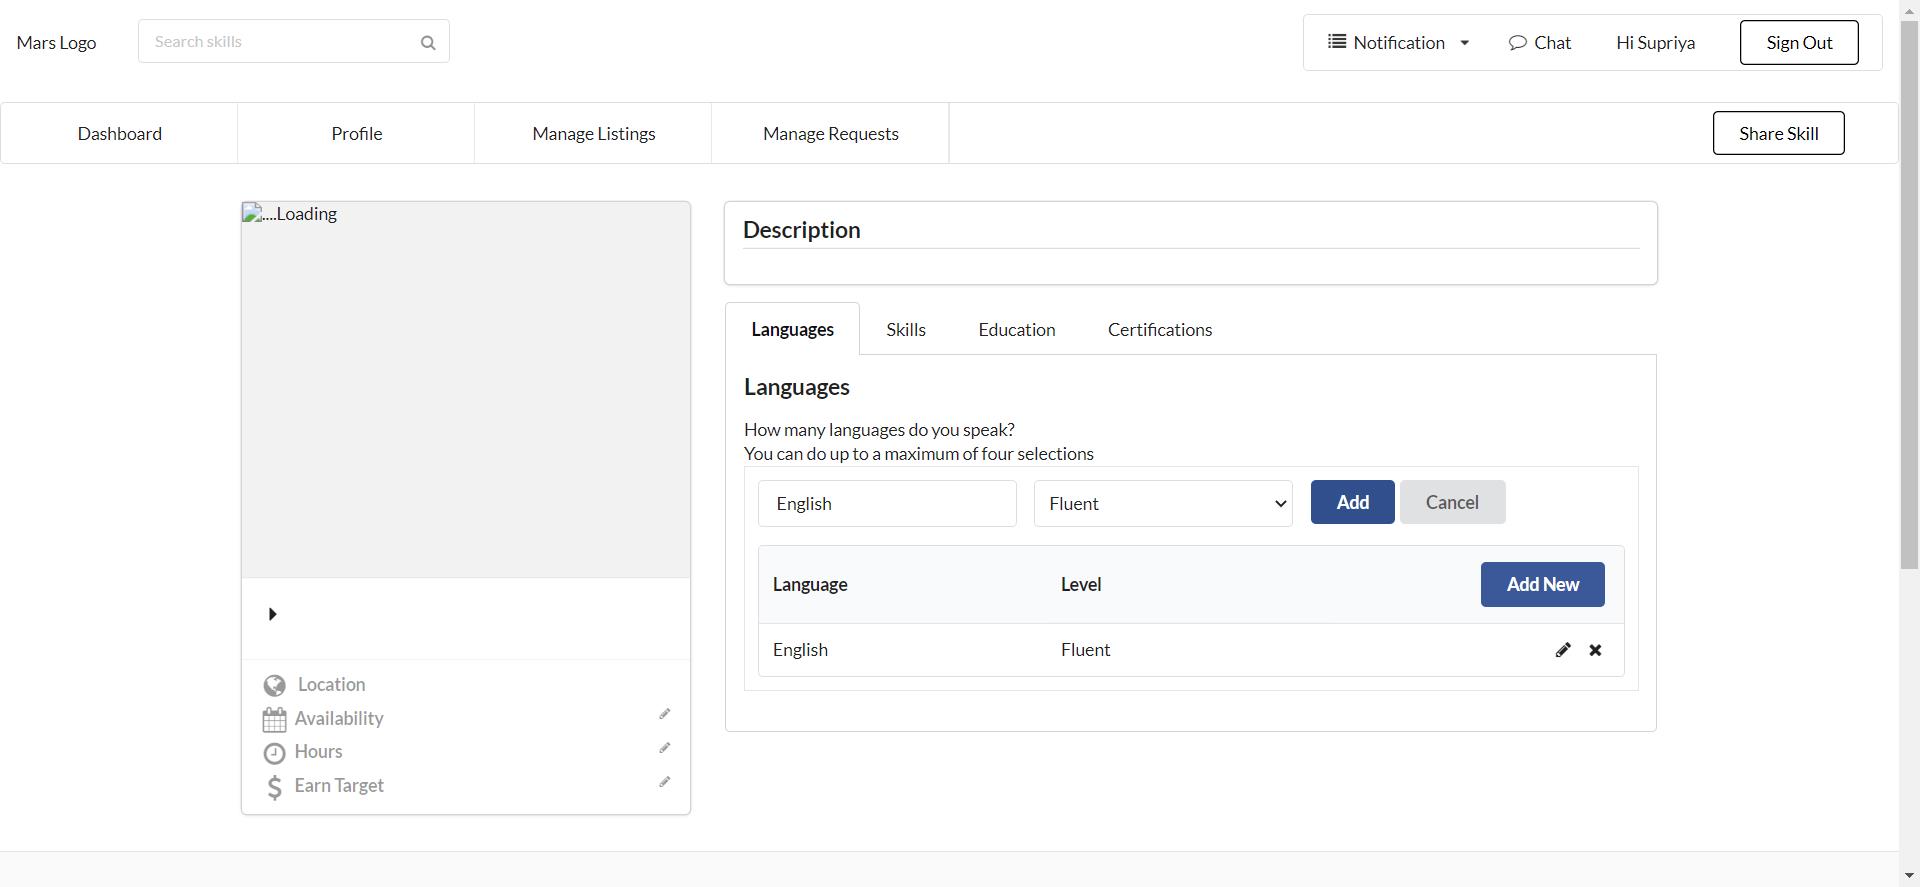 Mars Logo
Search skills
Notification
Chat
Hi Supriya
Sign Out
Dashboard
Profile
Manage Listings
Manage Requests
Share Skill
....Loading
Location
Availability
Hours
Earn Target
Description
Languages
Skills
Education
Certifications
Languages
How many languages do you speak?
You can do up to a maximum of four selections
English
Fluent
Add
Cancel
Language
Level
Add New
English
Fluent